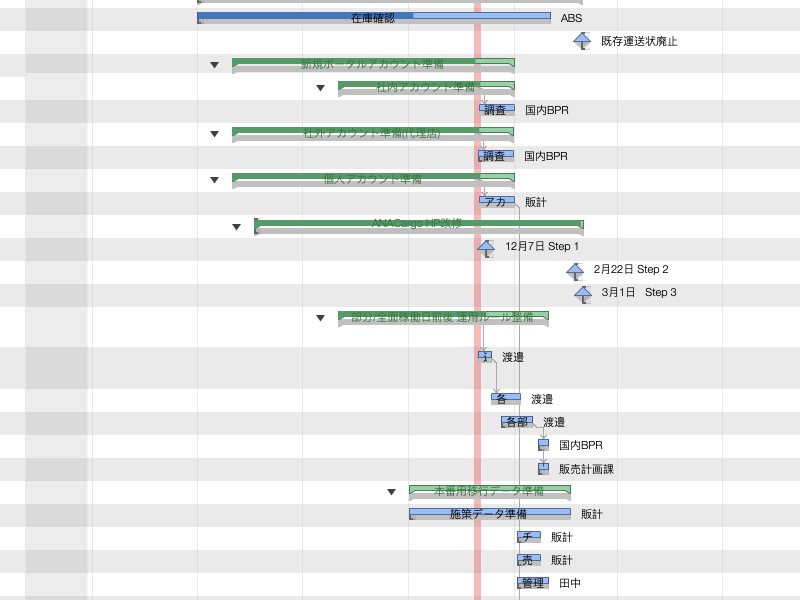 在庫確認 ABS
既存運送状廃止
新規ポータルアカウント準備
社内アカウント準備
調査 国内BPR
社外アカウント準備(代理店)
調査 国内BPR
個人アカウント準備
アカ 販計
ANACargo HP改修
12月7日 Step 1
2月22日 Step 2
3月1日 Step 3
部分/全面稼働日前後 運用ルール整備
渡邉
各 渡邉
各部 渡邉
国内BPR
販売計画課
本番用移行データ準備
施策データ準備 販計
チ 販計
売 販計
管理 田中